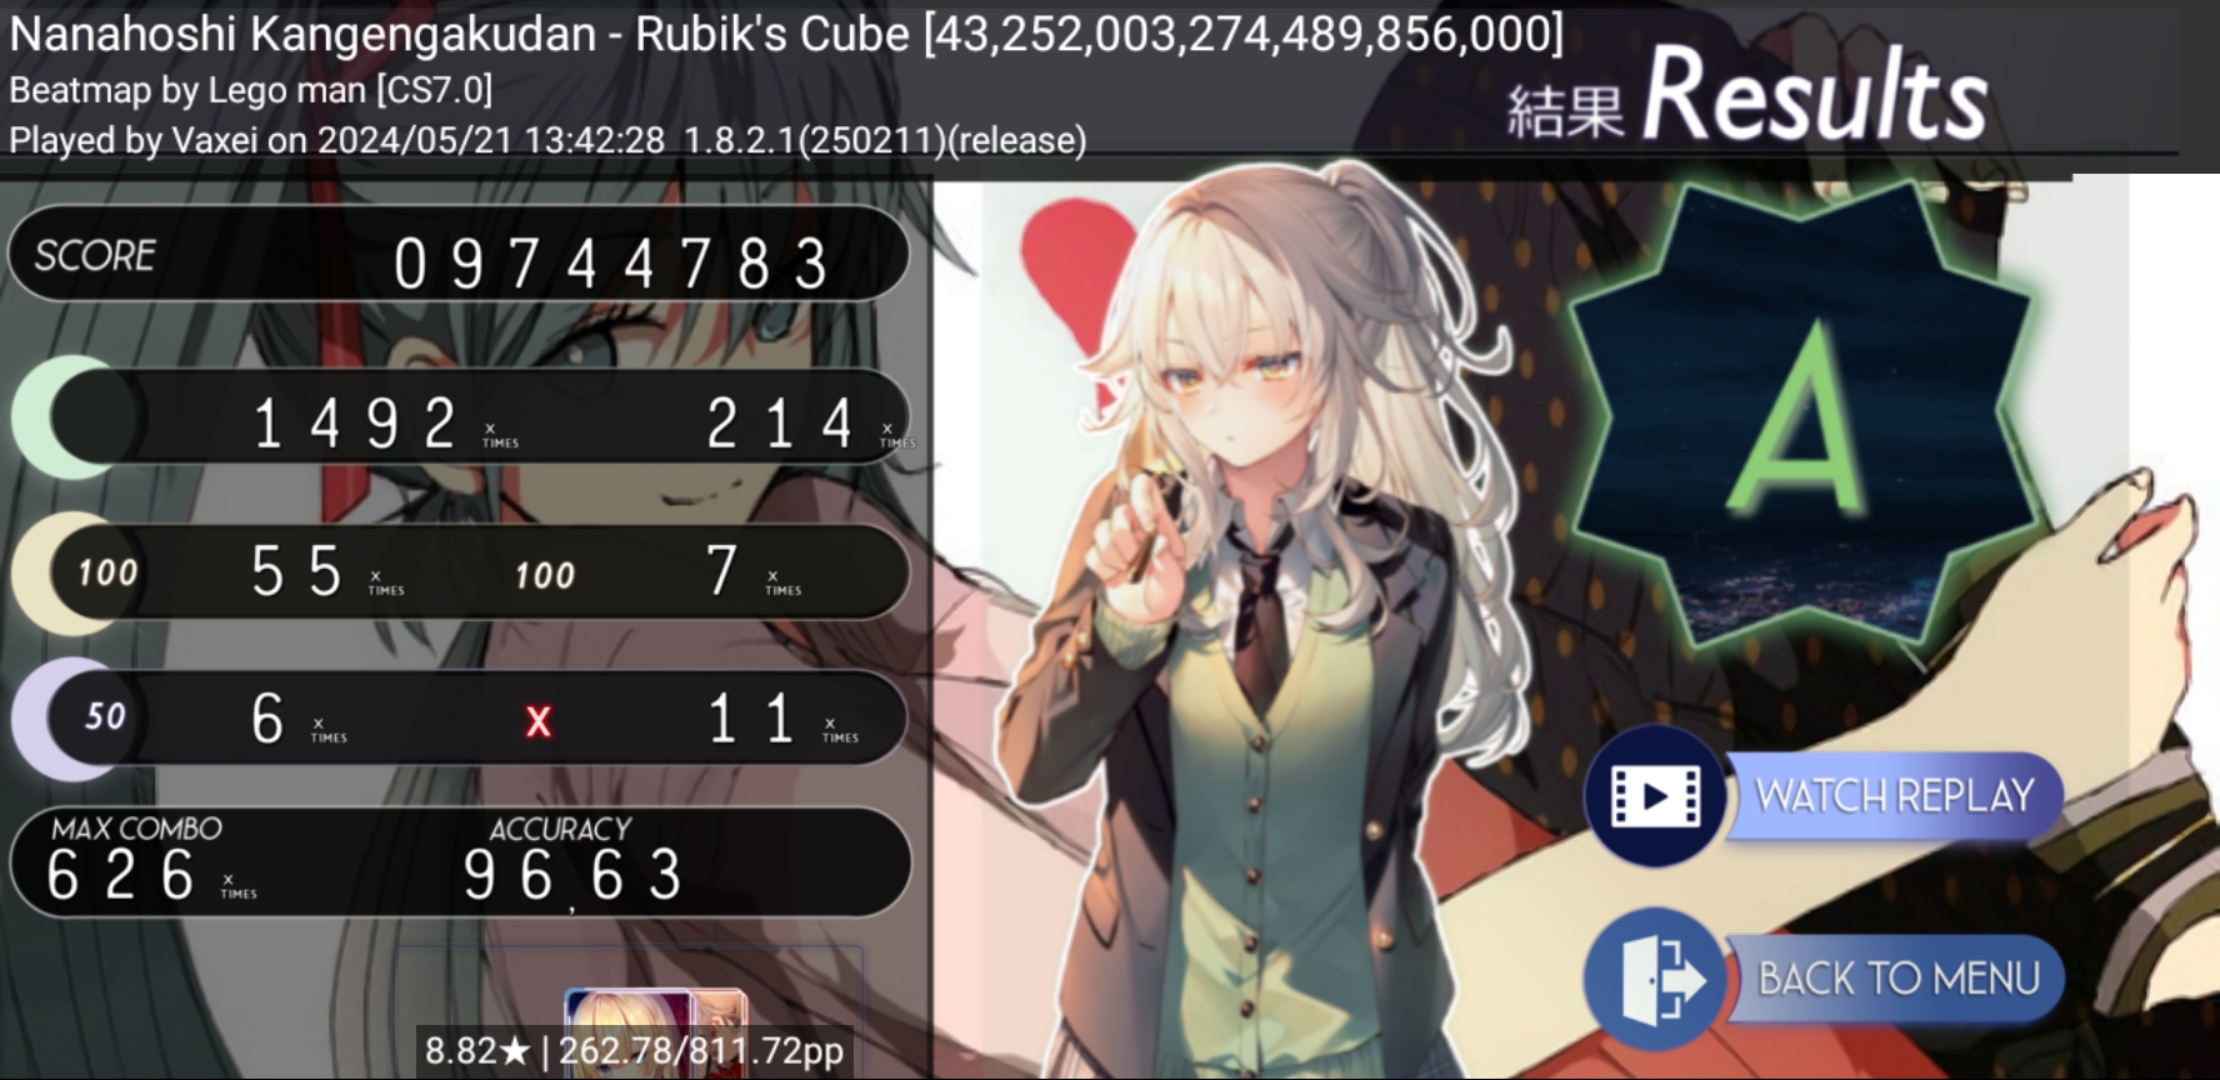 Nanahoshi Kangengakudan - Rubik's Cube [43,252,003,274,489,856,000]
Beatmap by Lego man [CS7.0]
Played by Vaxei on 2024/05/21 13:42:28 1.8.2.1(250211)(release)
結果 Results
SCORE 09744783
A
1492 x TIMES 214 x TIMES
100 55 x TIMES 100 7 x TIMES
50 6 x TIMES X 11 x TIMES
WATCH REPLAY
MAX COMBO ACCURACY
626 x TIMES 96,63
BACK TO MENU
8.82★ | 262.78/811.72pp